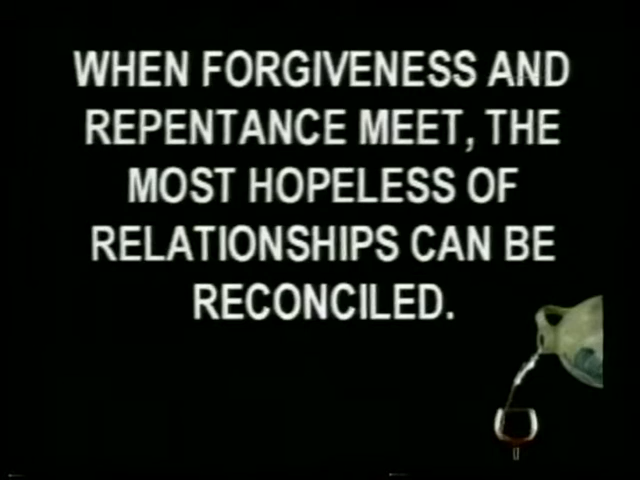 WHEN FORGIVENESS AND
REPENTANCE MEET, THE
MOST HOPELESS OF
RELATIONSHIPS CAN BE
RECONCILED.